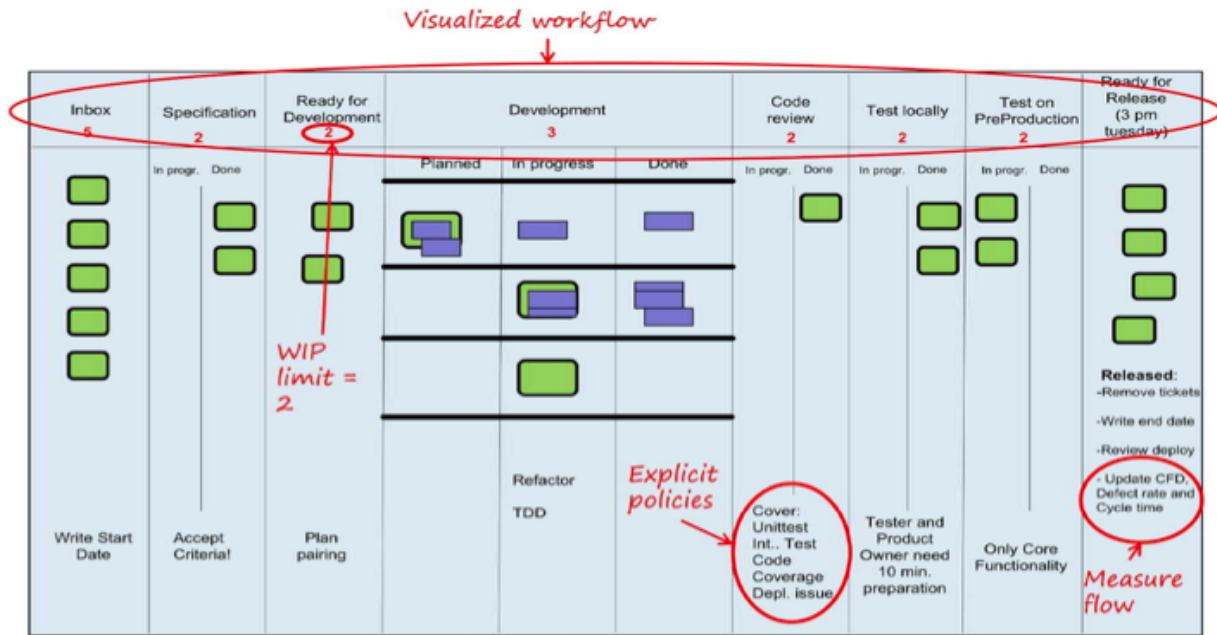 Visualized workflow
Inbox
5
Specification
2
Ready for
Development
2
Development
3
Code
review
2
Test locally
2
Test on
PreProduction
2
Ready for
Release
(3 pm
tuesday)
In progr. Done
Planned In progress Done
In progr. Done
In progr. Done
In progr. Done
WIP
limit =
2
Released:
-Remove tickets
-Write end date
-Review deploy
- Update CFD,
Defect rate and
Cycle time
Refactor
TDD
Explicit
policies
Write Start
Date
Accept
Criteria!
Plan
pairing
Cover:
Unittest
Int.. Test
Code
Coverage
Depl. issue
Tester and
Product
Owner need
10 min.
preparation
Only Core
Functionality
Measure
flow